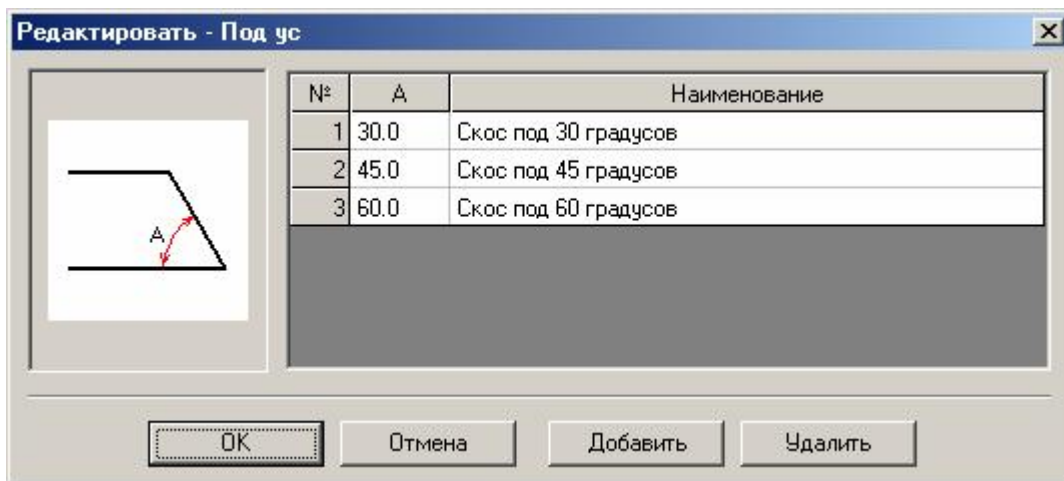 Редактировать - Под ус
№ A Наименование
1 30.0 Скос под 30 градусов
2 45.0 Скос под 45 градусов
3 60.0 Скос под 60 градусов
A
OK Отмена Добавить Удалить